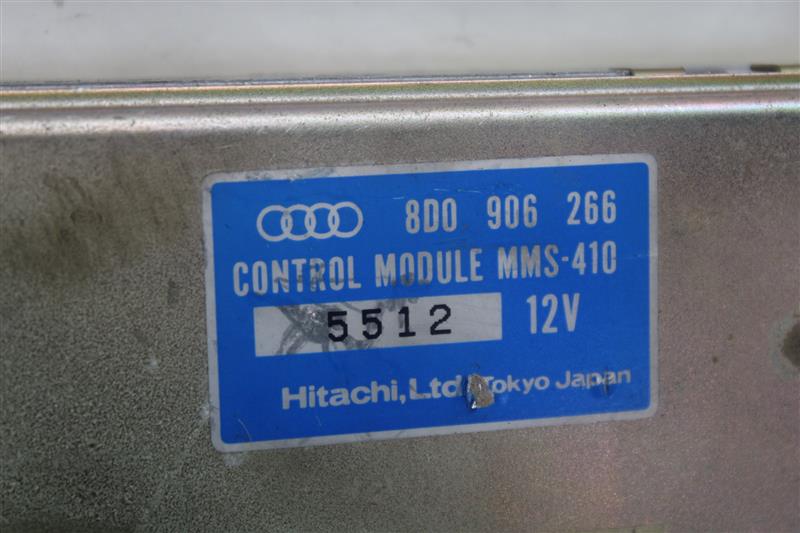 8D0 906 266
CONTROL MODULE MMS-410
5512 12V
Hitachi, Ltd. Tokyo Japan